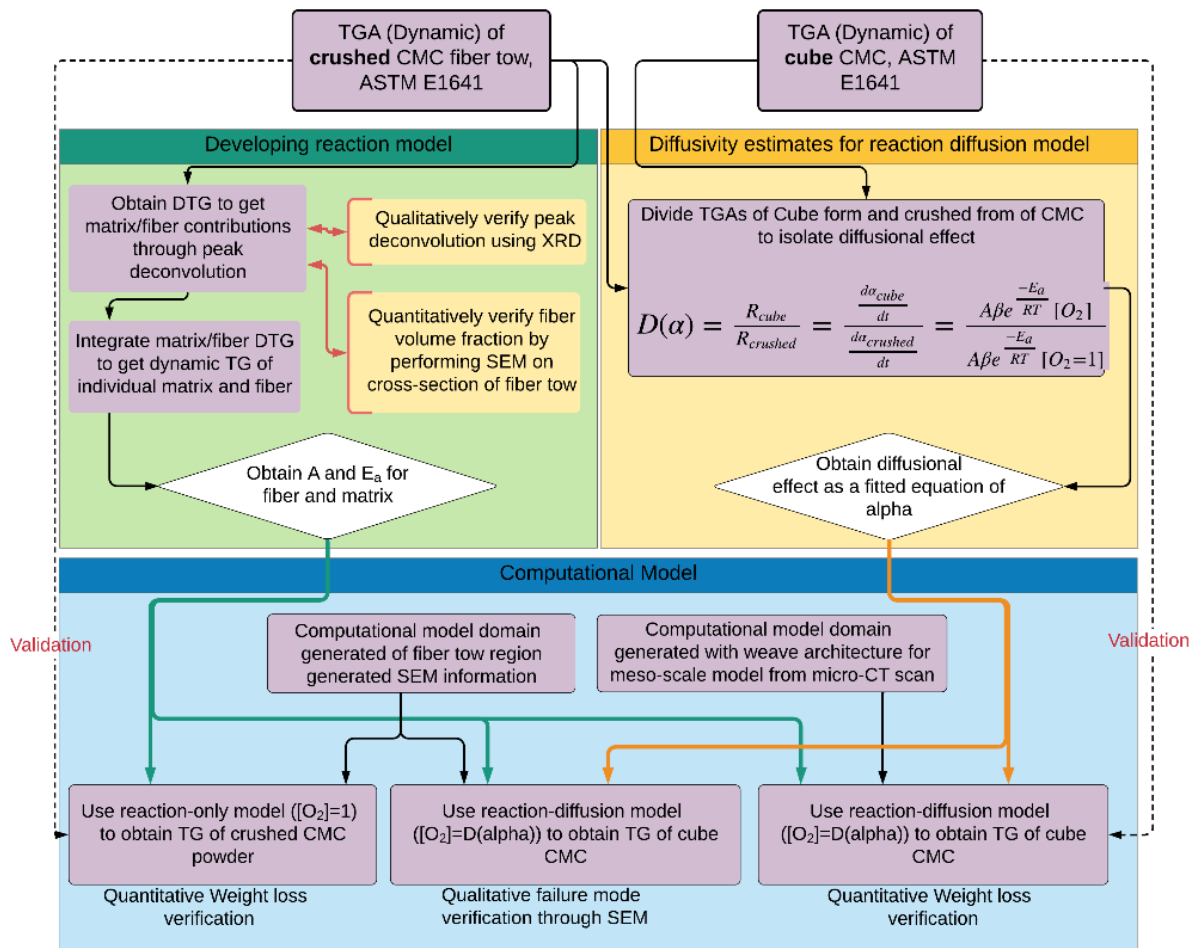 TGA (Dynamic) of
crushed CMC fiber tow,
ASTM E1641
TGA (Dynamic) of
cube CMC, ASTM
E1641
Developing reaction model
Diffusivity estimates for reaction diffusion model
Obtain DTG to get
matrix/fiber contributions
through peak
deconvolution
Qualitatively verify peak
deconvolution using XRD
Quantitatively verify fiber
volume fraction by
performing SEM on
cross-section of fiber tow
Integrate matrix/fiber DTG
to get dynamic TG of
individual matrix and fiber
Obtain A and Eₐ for
fiber and matrix
Divide TGAs of Cube form and crushed from of CMC
to isolate diffusional effect
D(α) = R_cube / R_crushed = (dα_cube/dt) / (dα_crushed/dt) = Aβe^(-E_a/RT) [O₂] / Aβe^(-E_a/RT) [O₂=1]
Obtain diffusional
effect as a fitted equation of
alpha
Computational Model
Validation
Validation
Computational model domain
generated of fiber tow region
generated SEM information
Computational model domain
generated with weave architecture for
meso-scale model from micro-CT scan
Use reaction-only model ([O₂]=1)
to obtain TG of crushed CMC
powder
Use reaction-diffusion model
([O₂]=D(alpha)) to obtain TG of cube
CMC
Use reaction-diffusion model
([O₂]=D(alpha)) to obtain TG of cube
CMC
Quantitative Weight loss
verification
Qualitative failure mode
verification through SEM
Quantitative Weight loss
verification